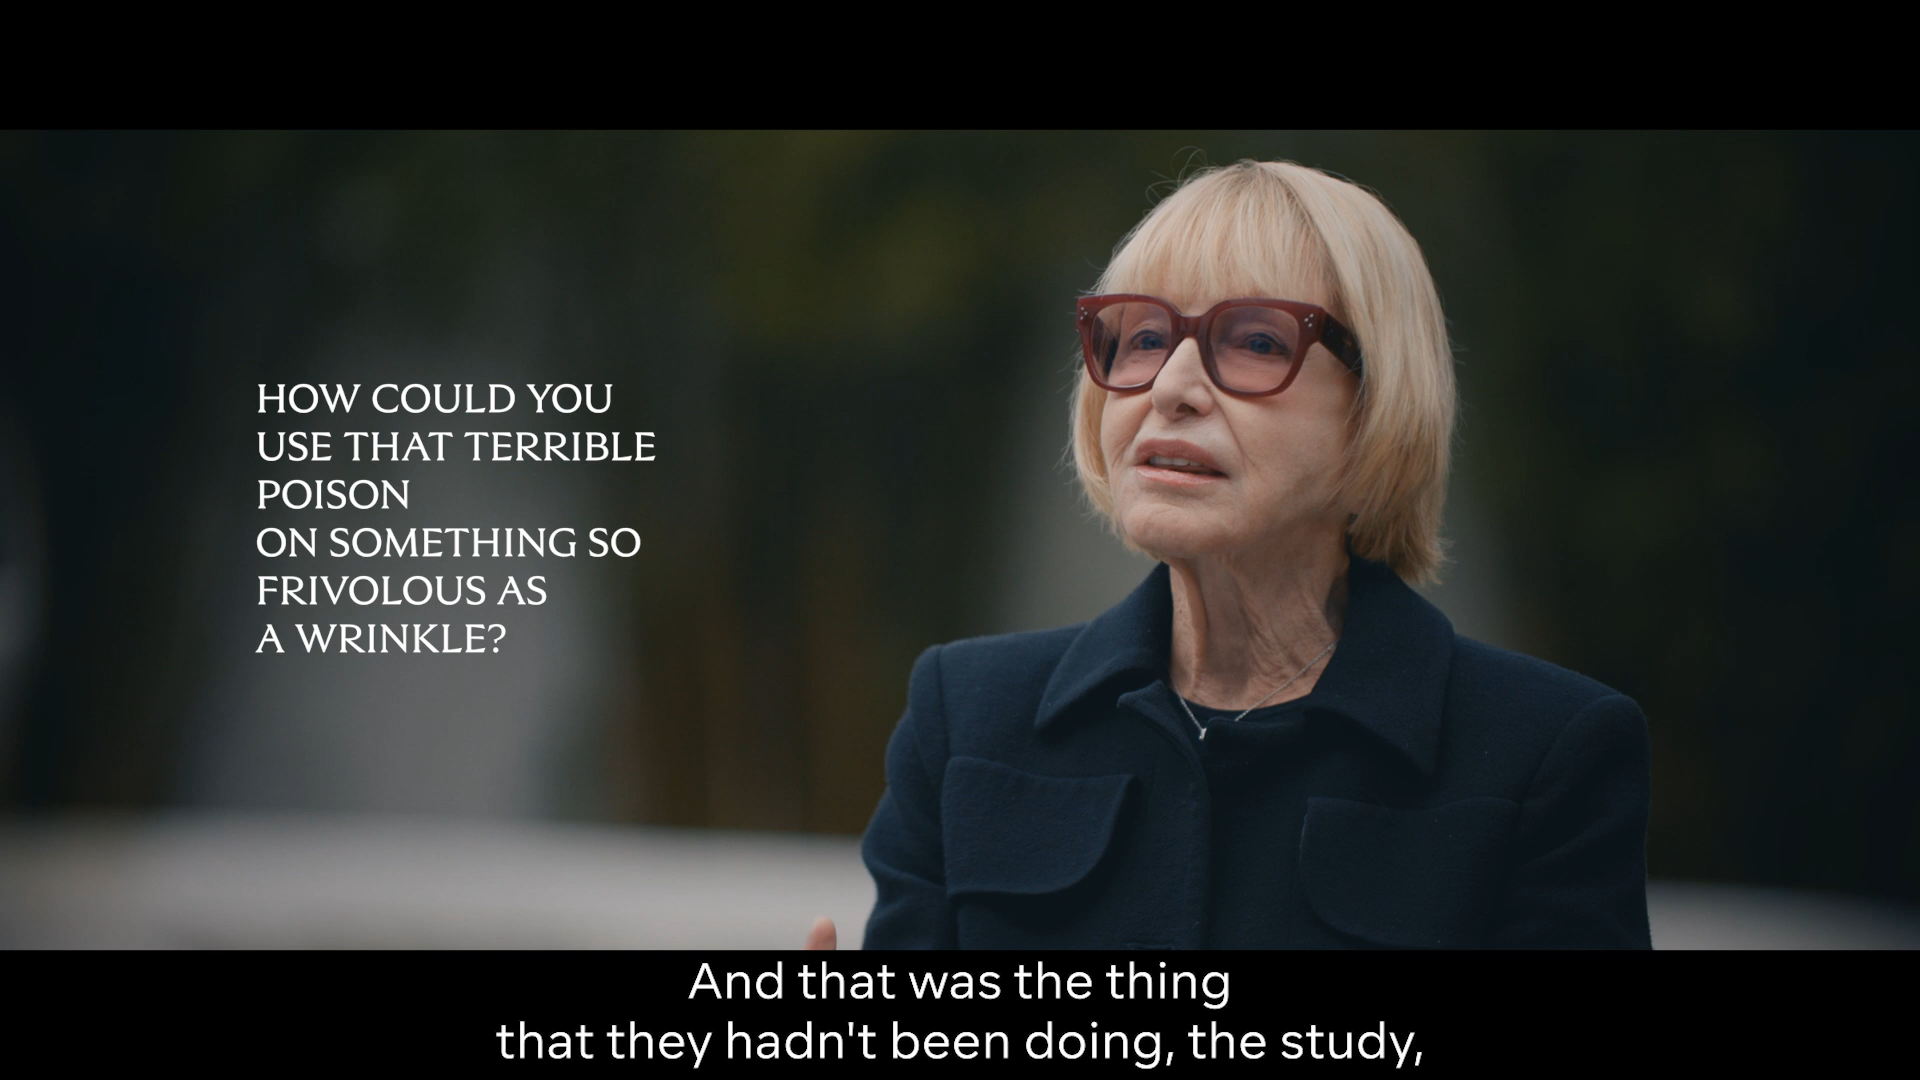 HOW COULD YOU
USE THAT TERRIBLE
POISON
ON SOMETHING SO
FRIVOLOUS AS
A WRINKLE?
And that was the thing
that they hadn't been doing, the study,